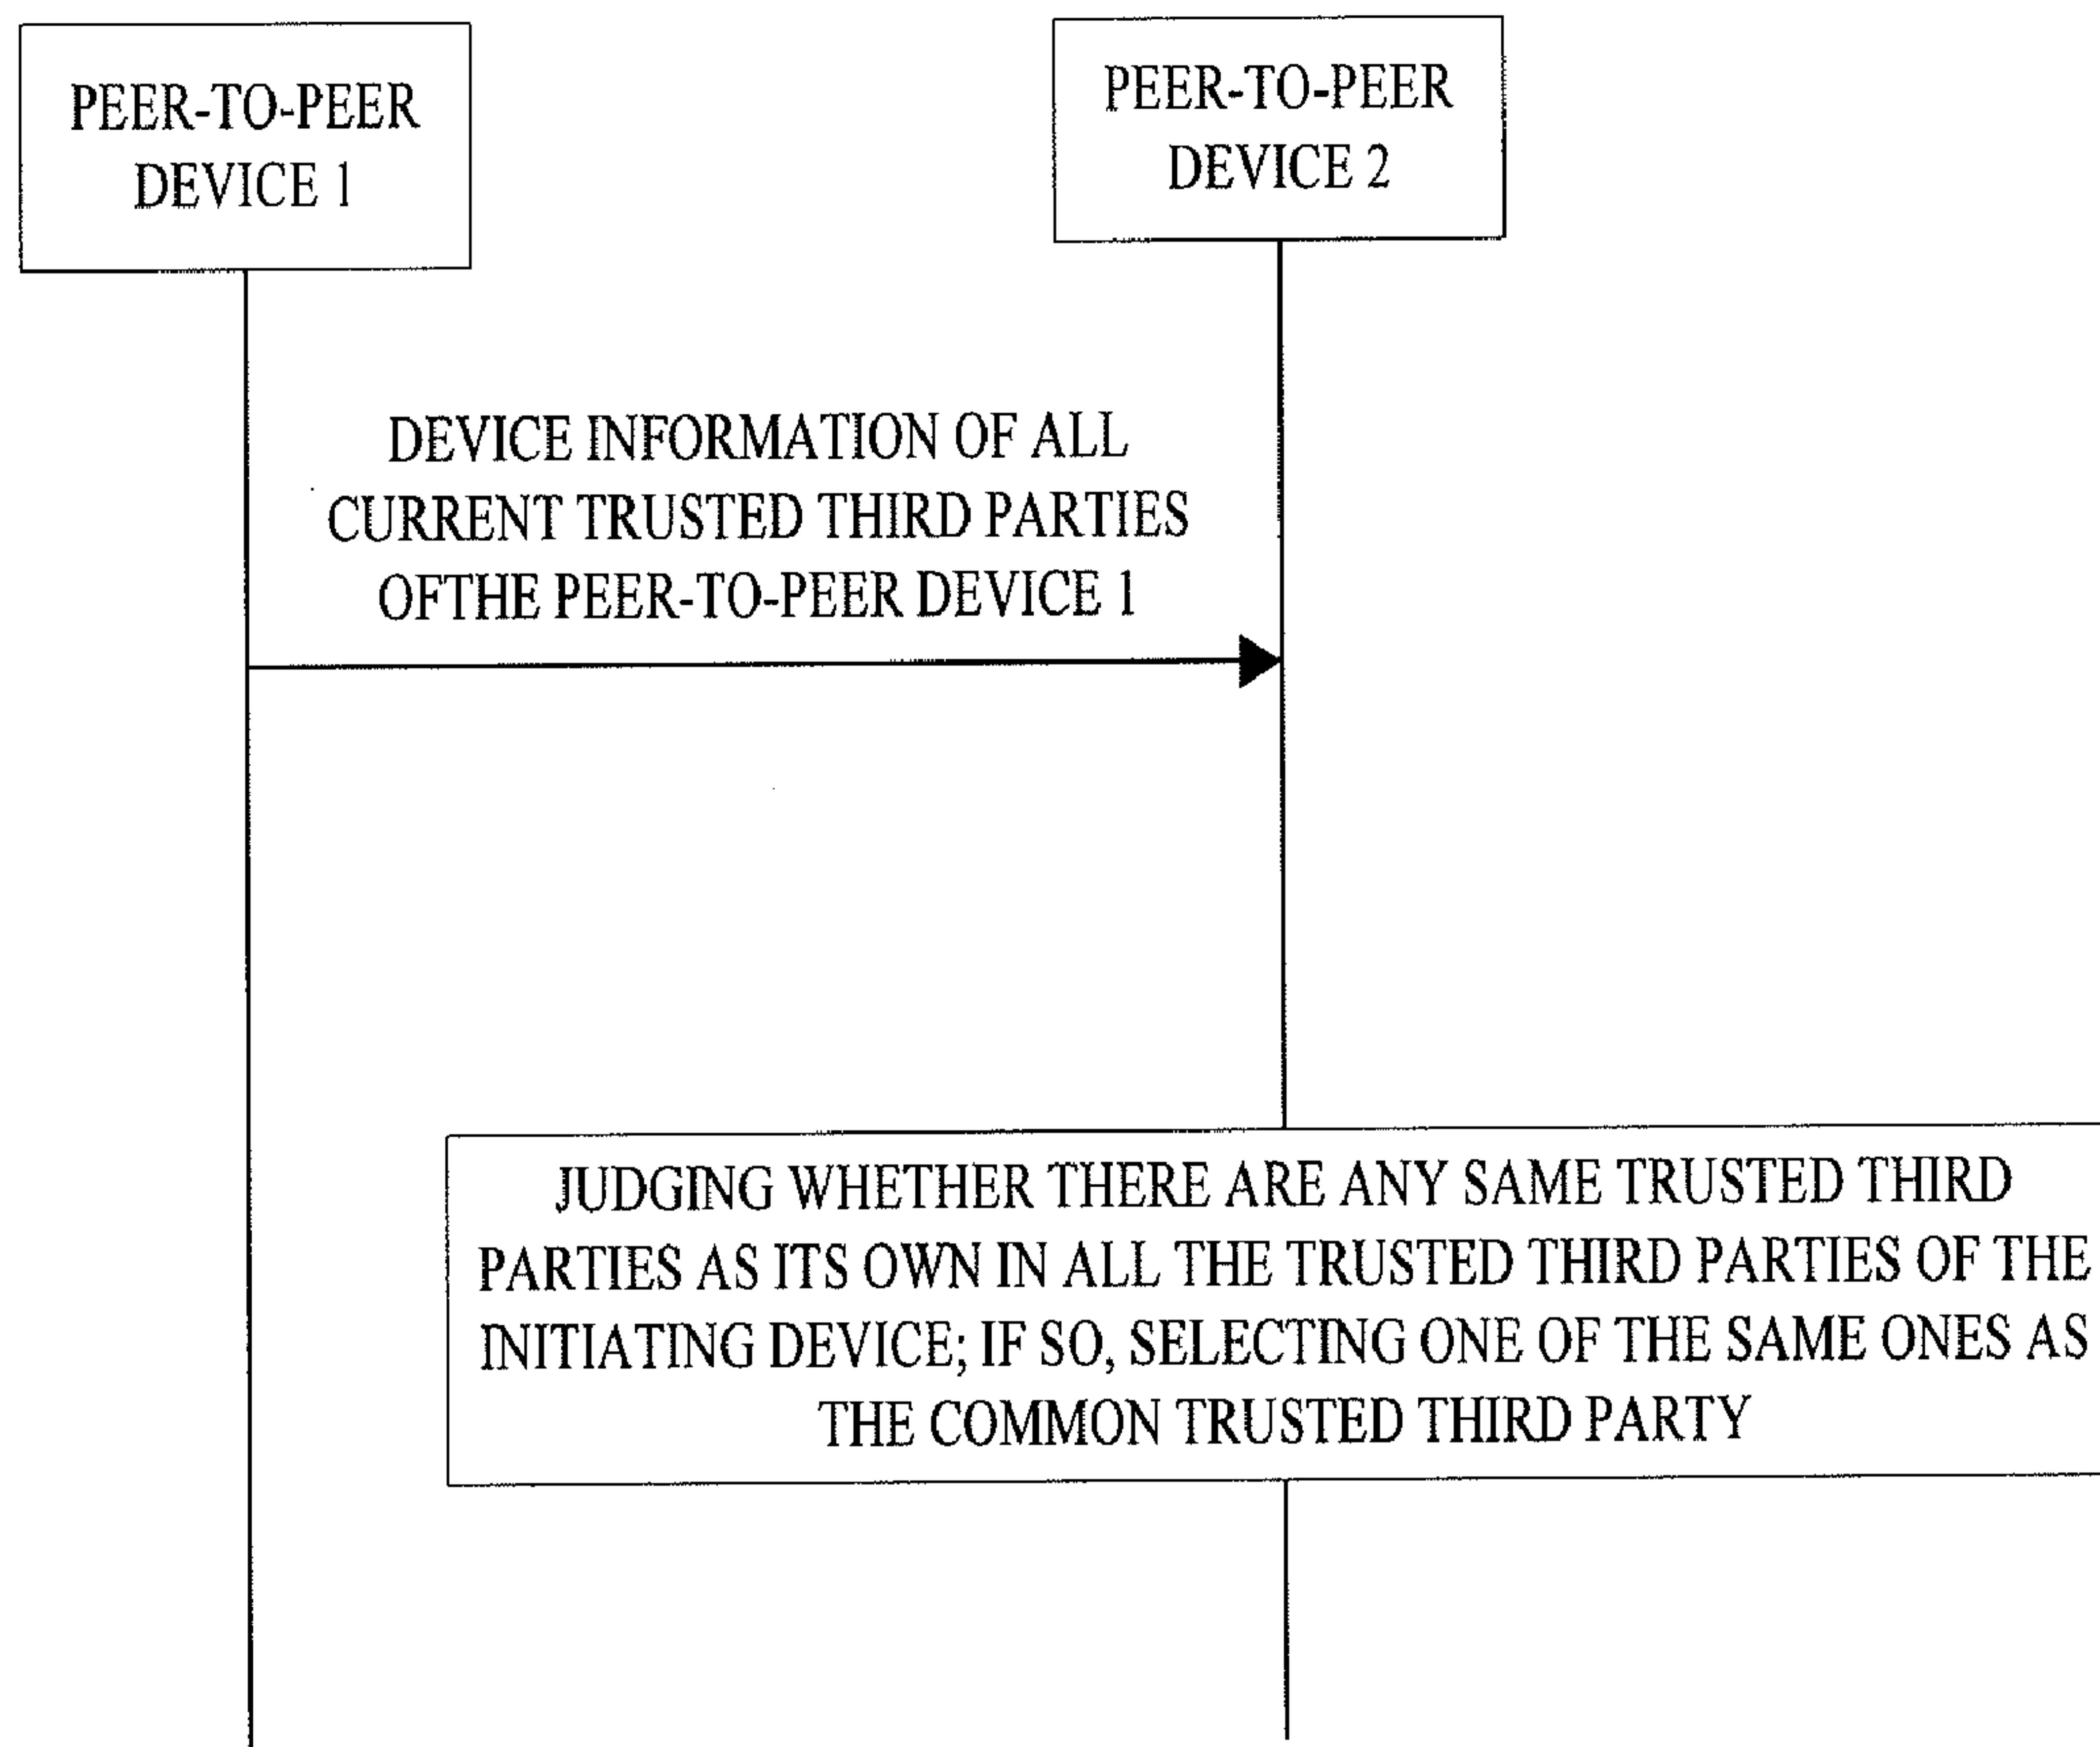 PEER-TO-PEER
DEVICE 1
PEER-TO-PEER
DEVICE 2
DEVICE INFORMATION OF ALL
CURRENT TRUSTED THIRD PARTIES
OFTHE PEER-TO-PEER DEVICE 1
JUDGING WHETHER THERE ARE ANY SAME TRUSTED THIRD
PARTIES AS ITS OWN IN ALL THE TRUSTED THIRD PARTIES OF THE
INITIATING DEVICE; IF SO, SELECTING ONE OF THE SAME ONES AS
THE COMMON TRUSTED THIRD PARTY